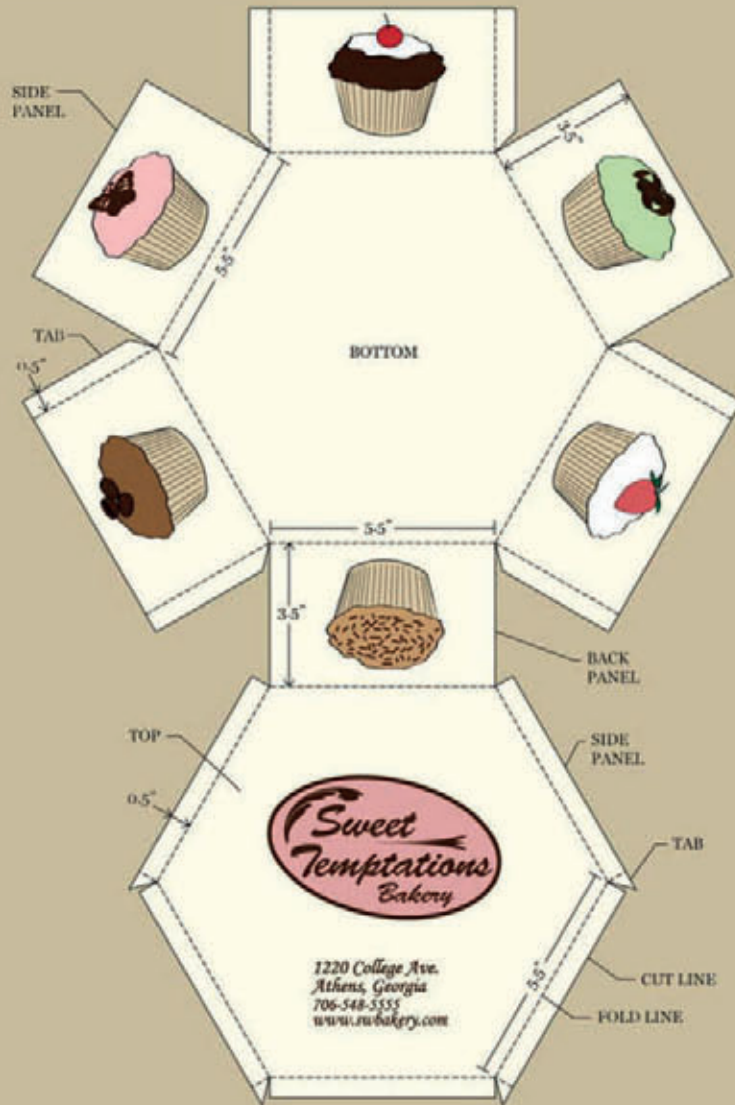 SIDE
PANEL
3.5"
5.5"
TAB
0.5"
BOTTOM
5.5"
3.5"
BACK
PANEL
TOP
SIDE
PANEL
0.5"
Sweet
Temptations
Bakery
TAB
1220 College Ave.
Athens, Georgia
706-548-5555
www.swbakery.com
5.5"
CUT LINE
FOLD LINE